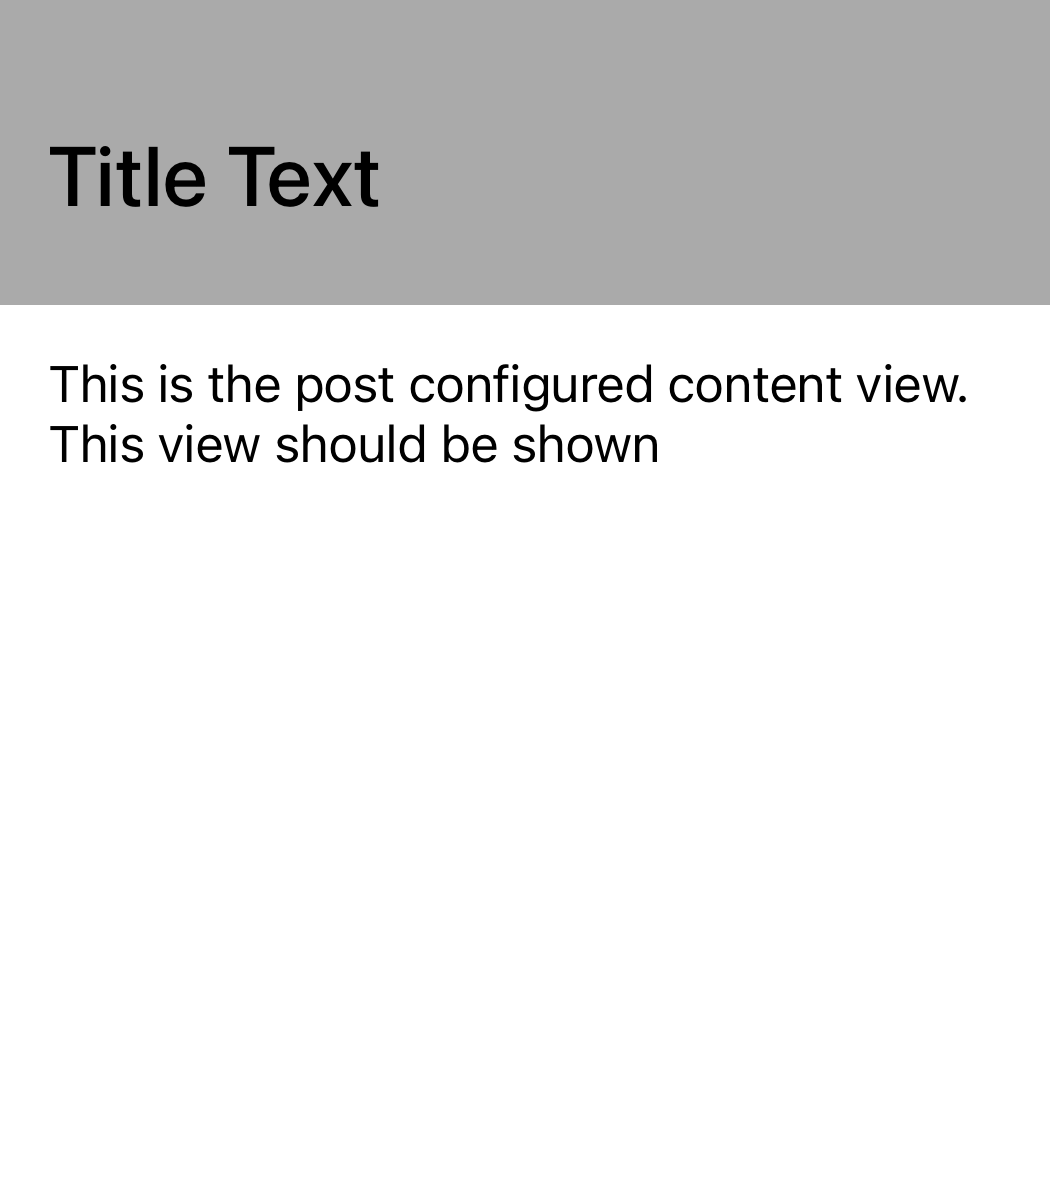 Title Text
This is the post configured content view.
This view should be shown